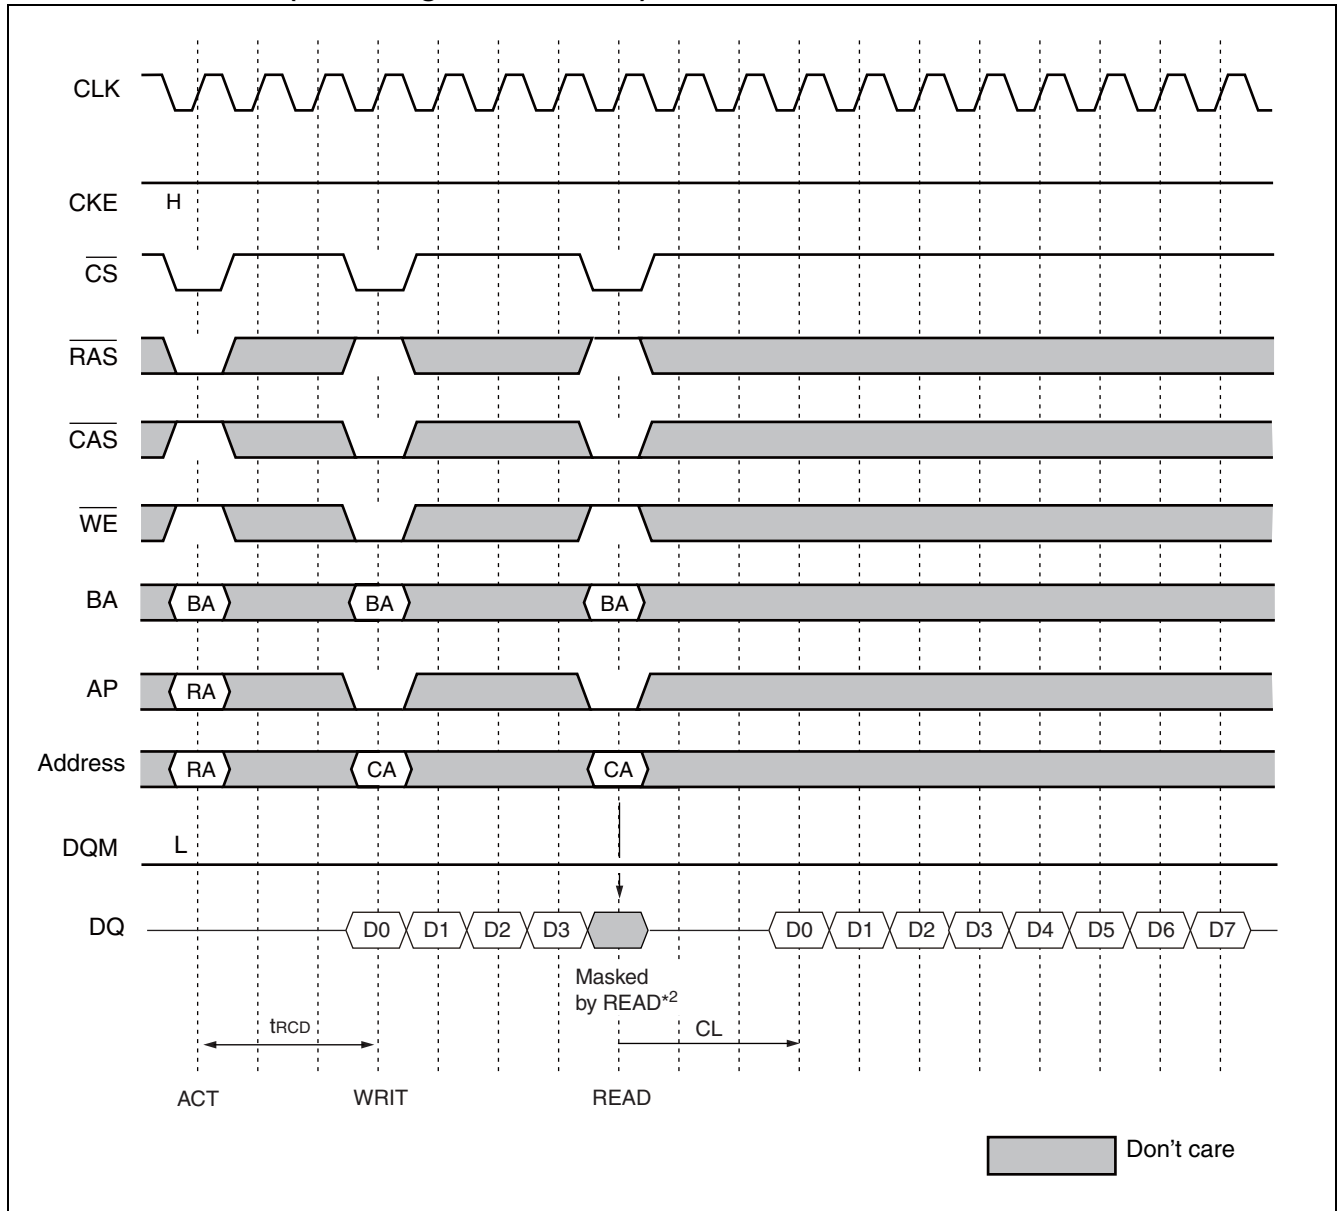 CLK
CKE H
CS
RAS
CAS
WE
BA BA BA BA
AP RA
Address RA CA CA
DQM L
DQ D0 D1 D2 D3 D0 D1 D2 D3 D4 D5 D6 D7
Masked
by READ*2
tRCD CL
ACT WRIT READ
Don't care